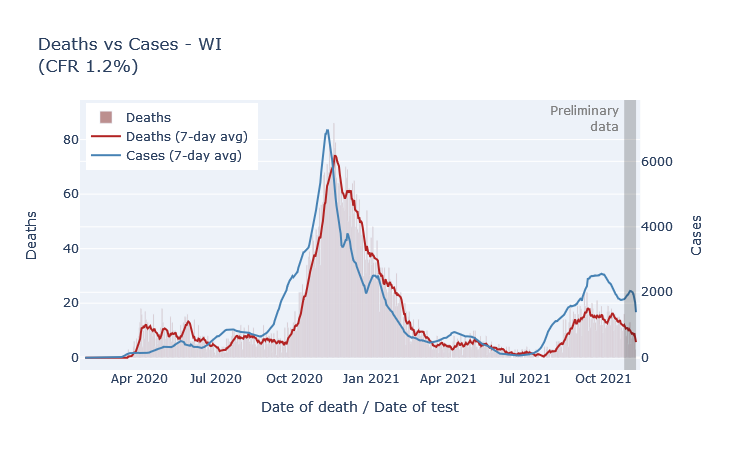 Deaths vs Cases - WI
(CFR 1.2%)
Preliminary
data
Deaths
Deaths (7-day avg)
Cases (7-day avg)
80
60
40
20
0
Deaths
6000
4000
2000
0
Cases
Apr 2020
Jul 2020
Oct 2020
Jan 2021
Apr 2021
Jul 2021
Oct 2021
Date of death / Date of test